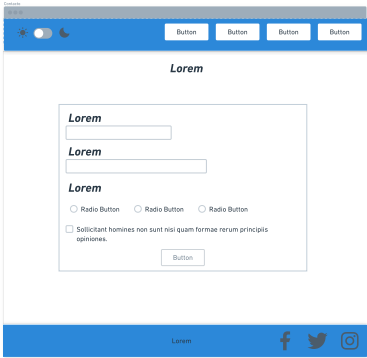 Contacto
Button Button Button Button
Lorem
Lorem
Lorem
Lorem
Radio Button Radio Button Radio Button
Sollicitant homines non sunt nisi quam formae rerum principiis
opiniones.
Button
Lorem